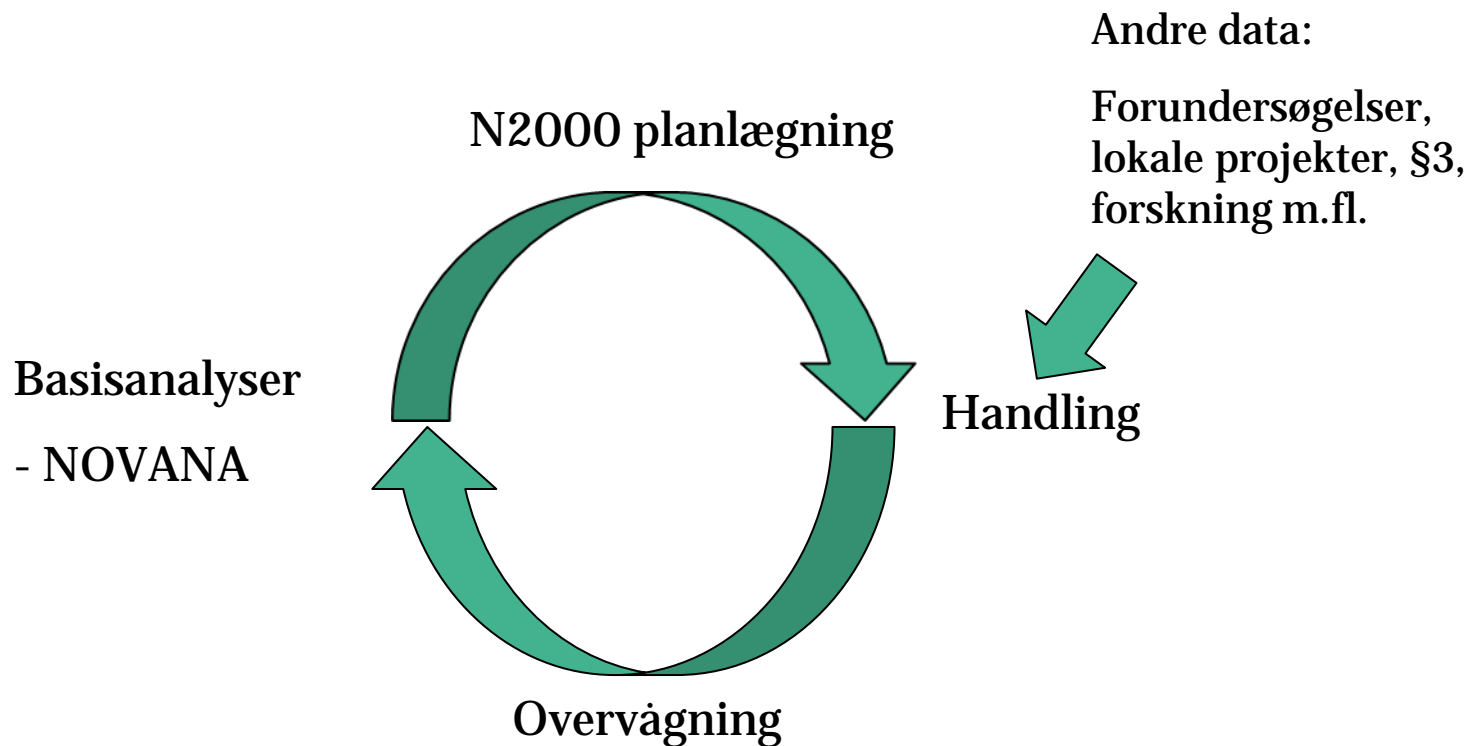 Andre data:
Forundersøgelser,
lokale projekter, §3,
forskning m.fl.
N2000 planlægning
Basisanalyser
- NOVANA
Handling
Overvågning